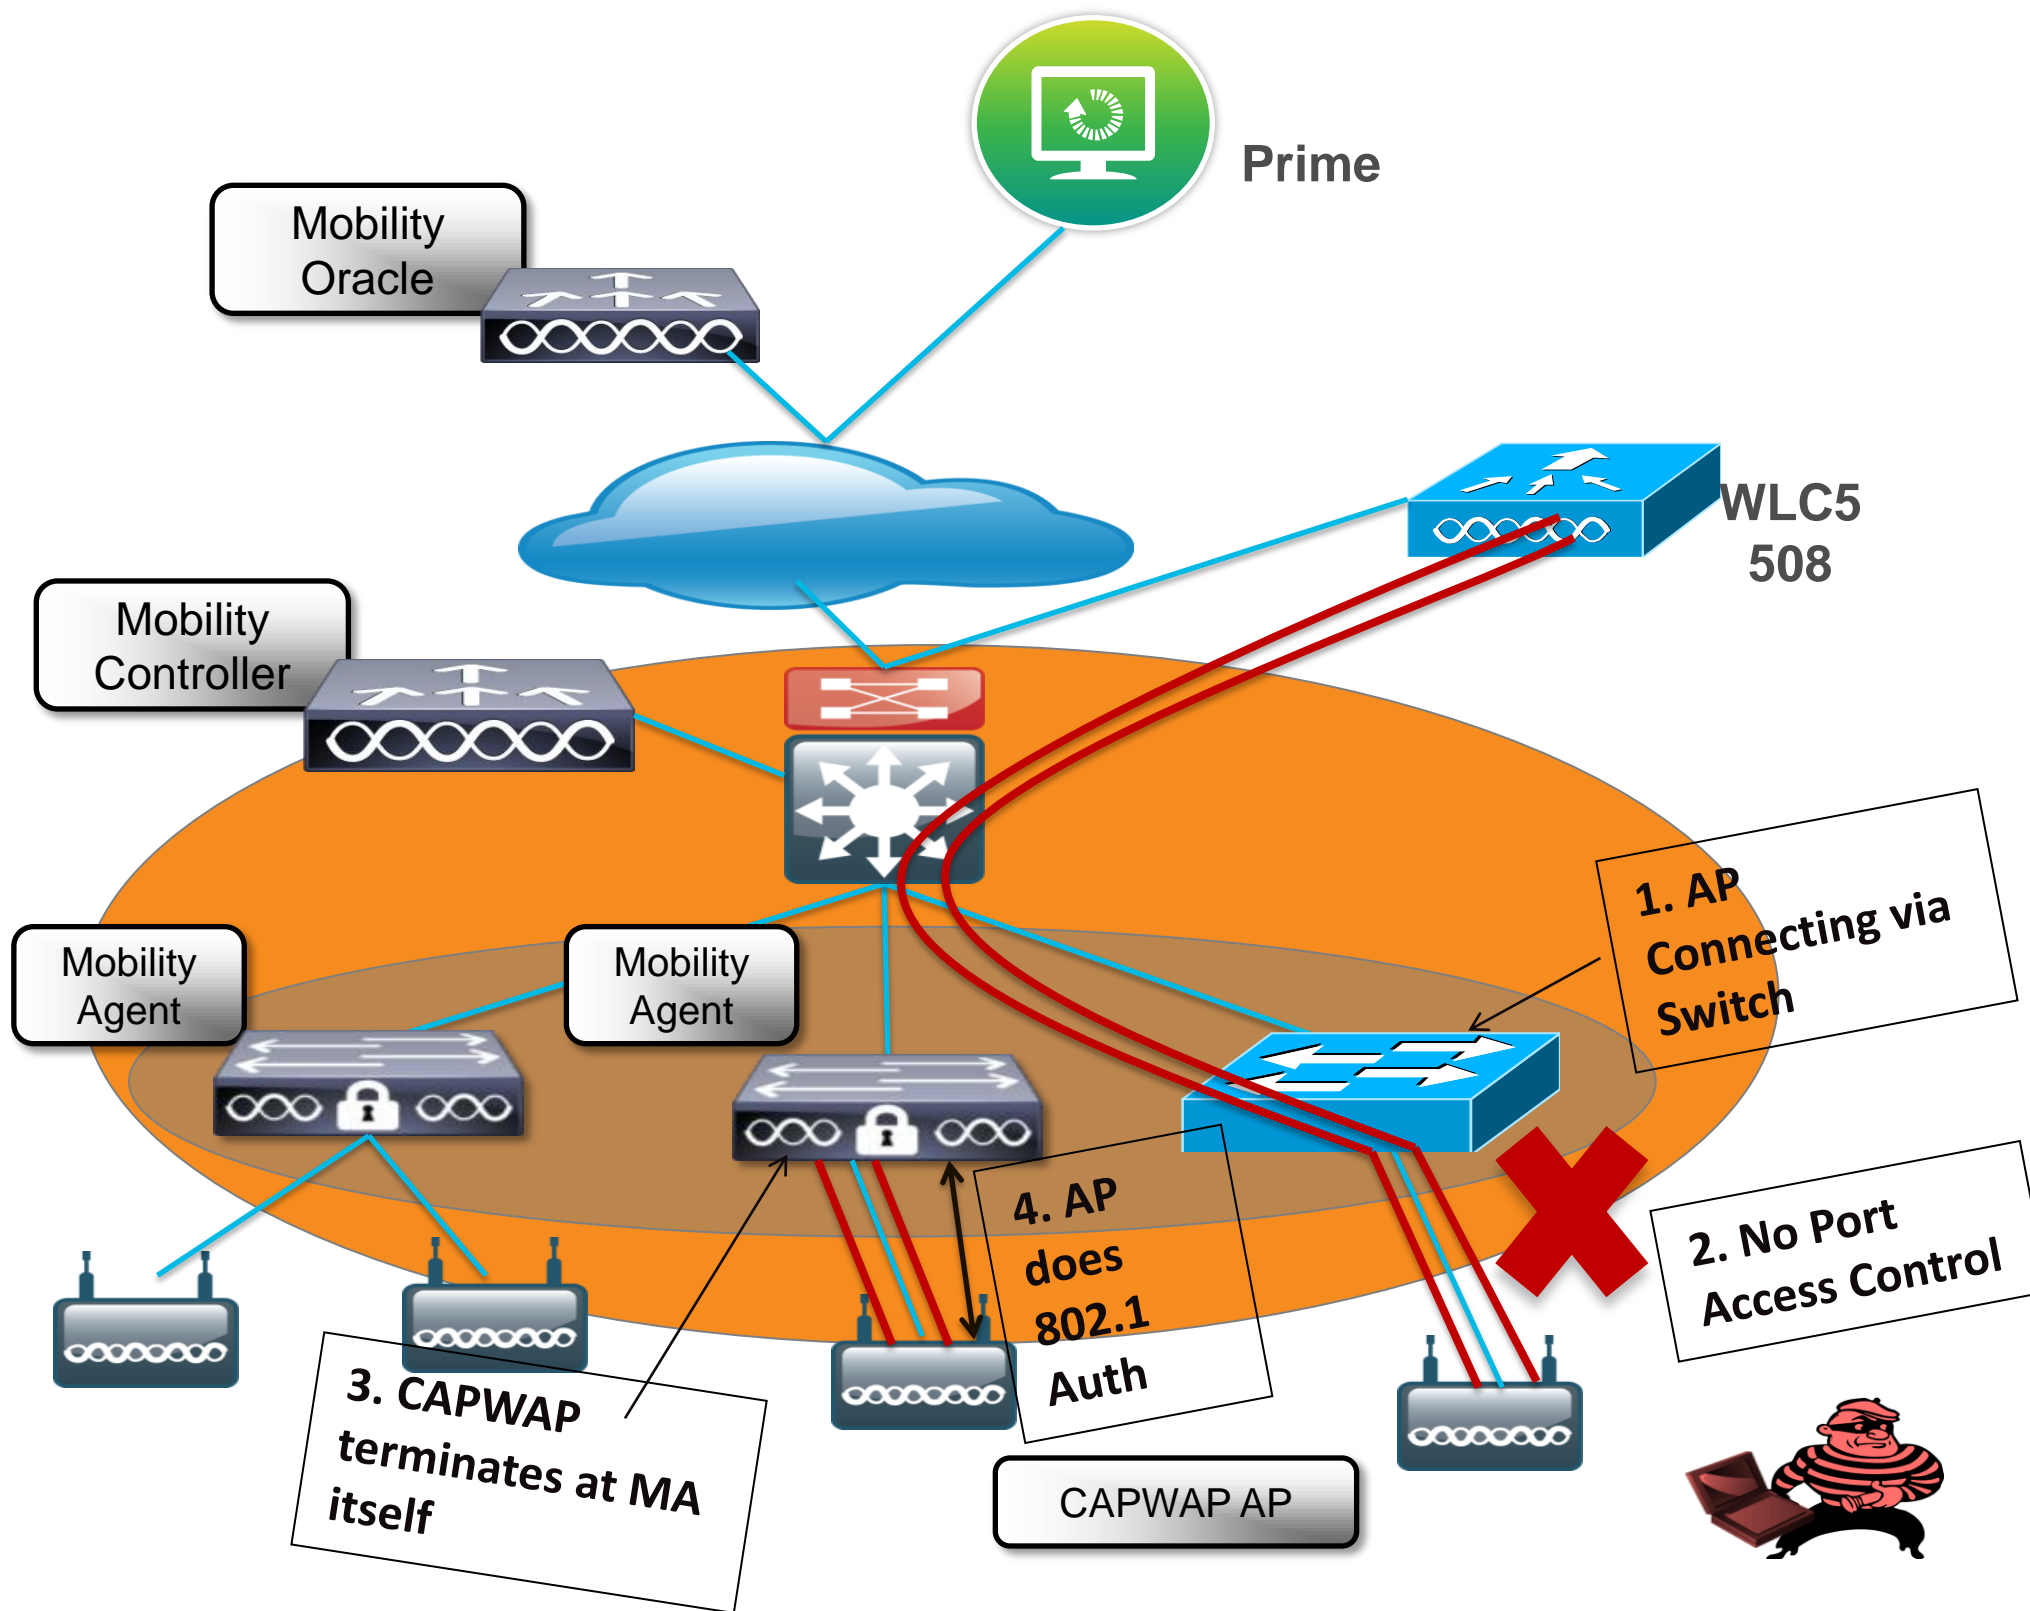 Prime
Mobility
Oracle
WLC5
508
Mobility
Controller
1. AP
Connecting via
Switch
Mobility
Agent
Mobility
Agent
4. AP
does
802.1
Auth
2. No Port
Access Control
3. CAPWAP
terminates at MA
itself
CAPWAP AP